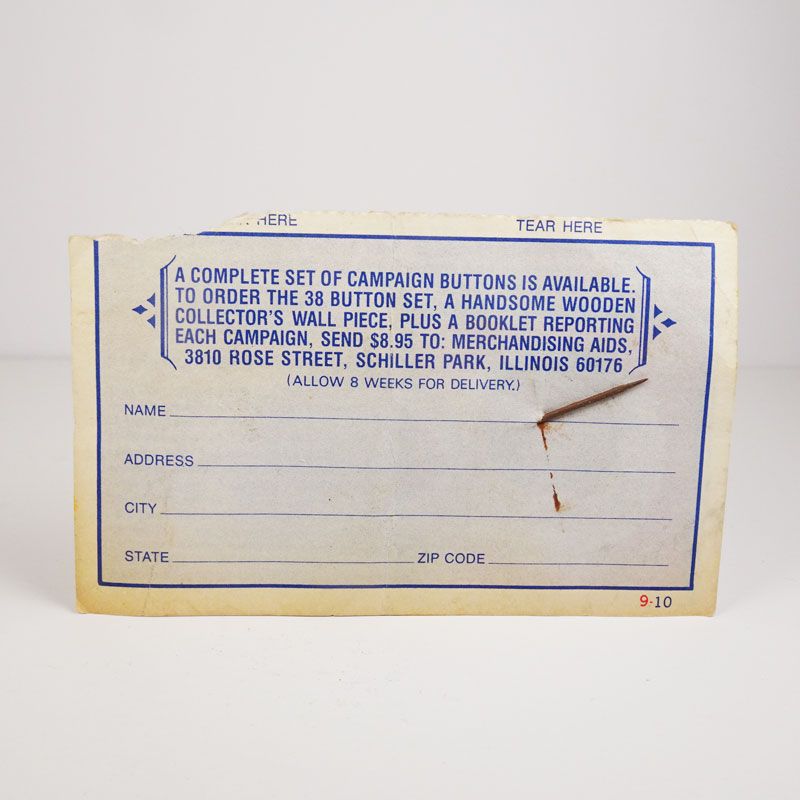 HERE TEAR HERE
A COMPLETE SET OF CAMPAIGN BUTTONS IS AVAILABLE.
TO ORDER THE 38 BUTTON SET, A HANDSOME WOODEN
COLLECTOR'S WALL PIECE, PLUS A BOOKLET REPORTING
EACH CAMPAIGN, SEND $8.95 TO: MERCHANDISING AIDS,
3810 ROSE STREET, SCHILLER PARK, ILLINOIS 60176
(ALLOW 8 WEEKS FOR DELIVERY.)
NAME
ADDRESS
CITY
STATE ZIP CODE
9-10